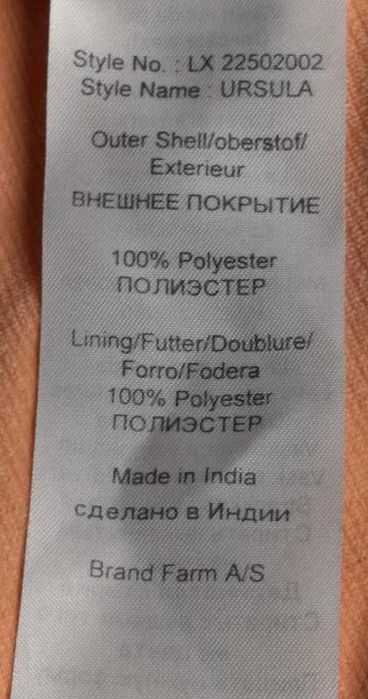 Style No. : LX 22502002
Style Name : URSULA
Outer Shell/oberstof/
Exterieur
ВНЕШНЕЕ ПОКРЫТИЕ
100% Polyester
ПОЛИЭСТЕР
Lining/Futter/Doublure/
Forro/Fodera
100% Polyester
ПОЛИЭСТЕР
Made in India
сделано в Индии
Brand Farm A/S